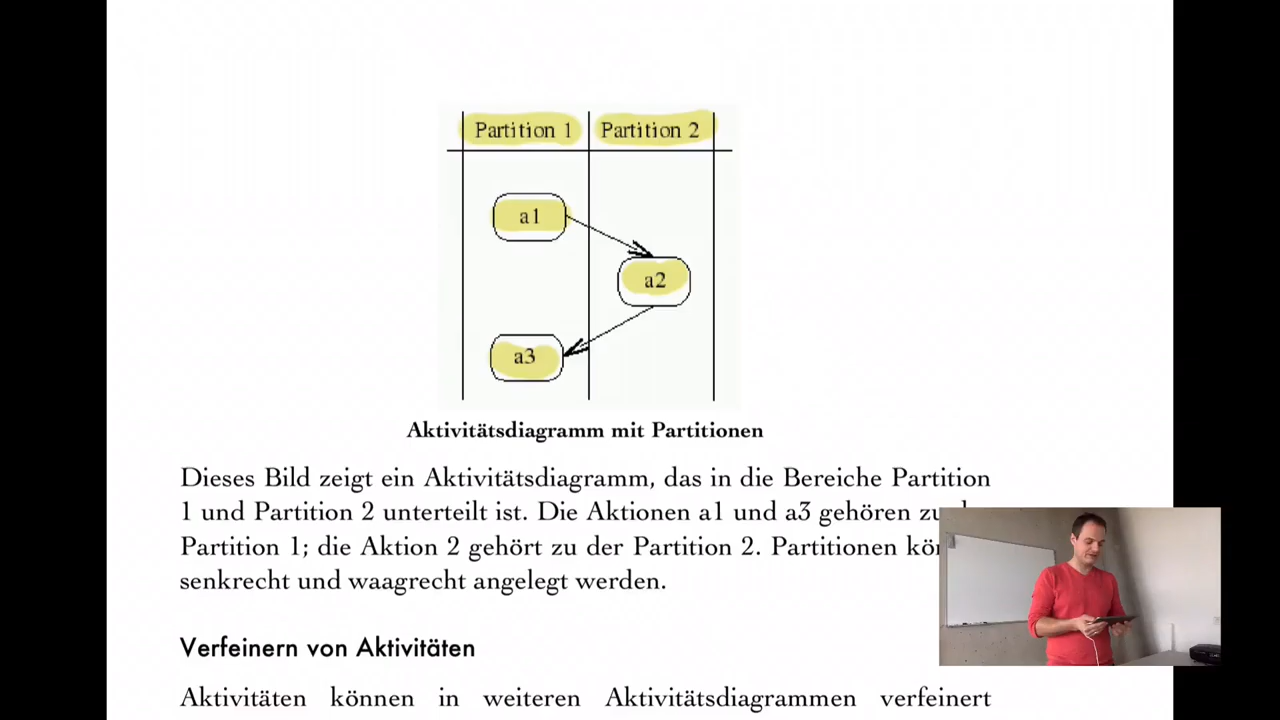 Partition 1 Partition 2
a1
a2
a3
Aktivitätsdiagramm mit Partitionen
Dieses Bild zeigt ein Aktivitätsdiagramm, das in die Bereiche Partition
1 und Partition 2 unterteilt ist. Die Aktionen a1 und a3 gehören
Partition 1; die Aktion 2 gehört zu der Partition 2. Partitionen
senkrecht und waagrecht angelegt werden.
Verfeinern von Aktivitäten
Aktivitäten können in weiteren Aktivitätsdiagrammen verfeinert